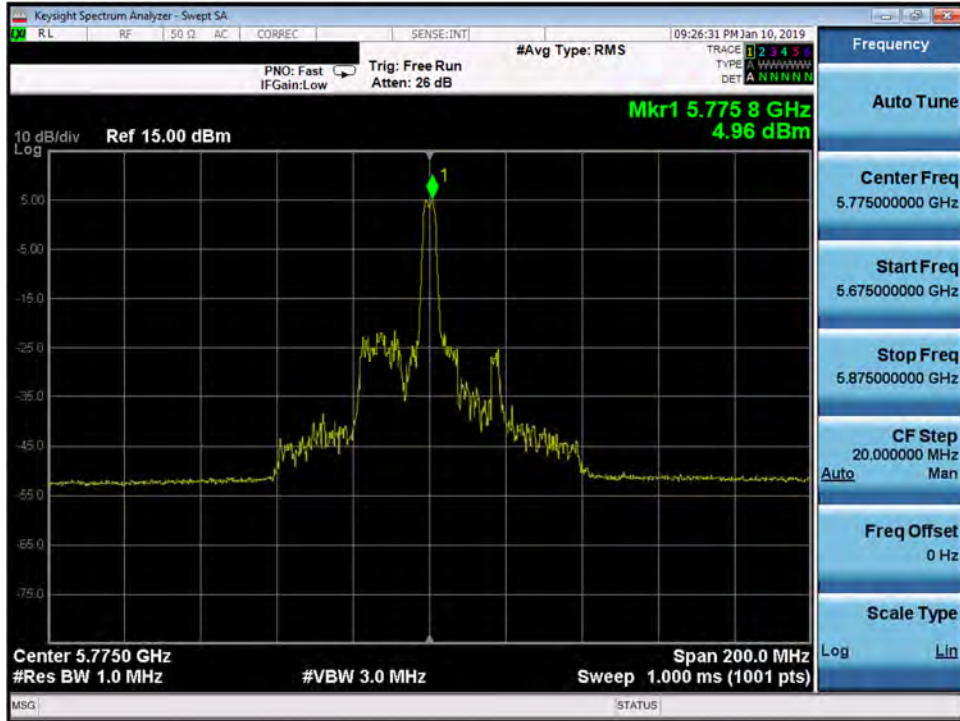 Keysight Spectrum Analyzer - Swept SA
RL RF 50 Ω AC CORREC SENSE:INT 09:26:31 PM Jan 10, 2019
#Avg Type: RMS
TRACE 1 2 3 4 5 6
PNO: Fast Trig: Free Run TYPE A WWWWW
IFGain:Low Atten: 26 dB DET A N N N N N
Mkr1 5.775 8 GHz
4.96 dBm
10 dB/div Ref 15.00 dBm
Log
1
5.00
-5.00
-15.0
-25.0
-35.0
-45.0
-55.0
-65.0
-75.0
Center 5.7750 GHz Span 200.0 MHz
#Res BW 1.0 MHz #VBW 3.0 MHz Sweep 1.000 ms (1001 pts)
MSG STATUS
Frequency
Auto Tune
Center Freq
5.775000000 GHz
Start Freq
5.675000000 GHz
Stop Freq
5.875000000 GHz
CF Step
20.000000 MHz
Auto Man
Freq Offset
0 Hz
Scale Type
Log Lin